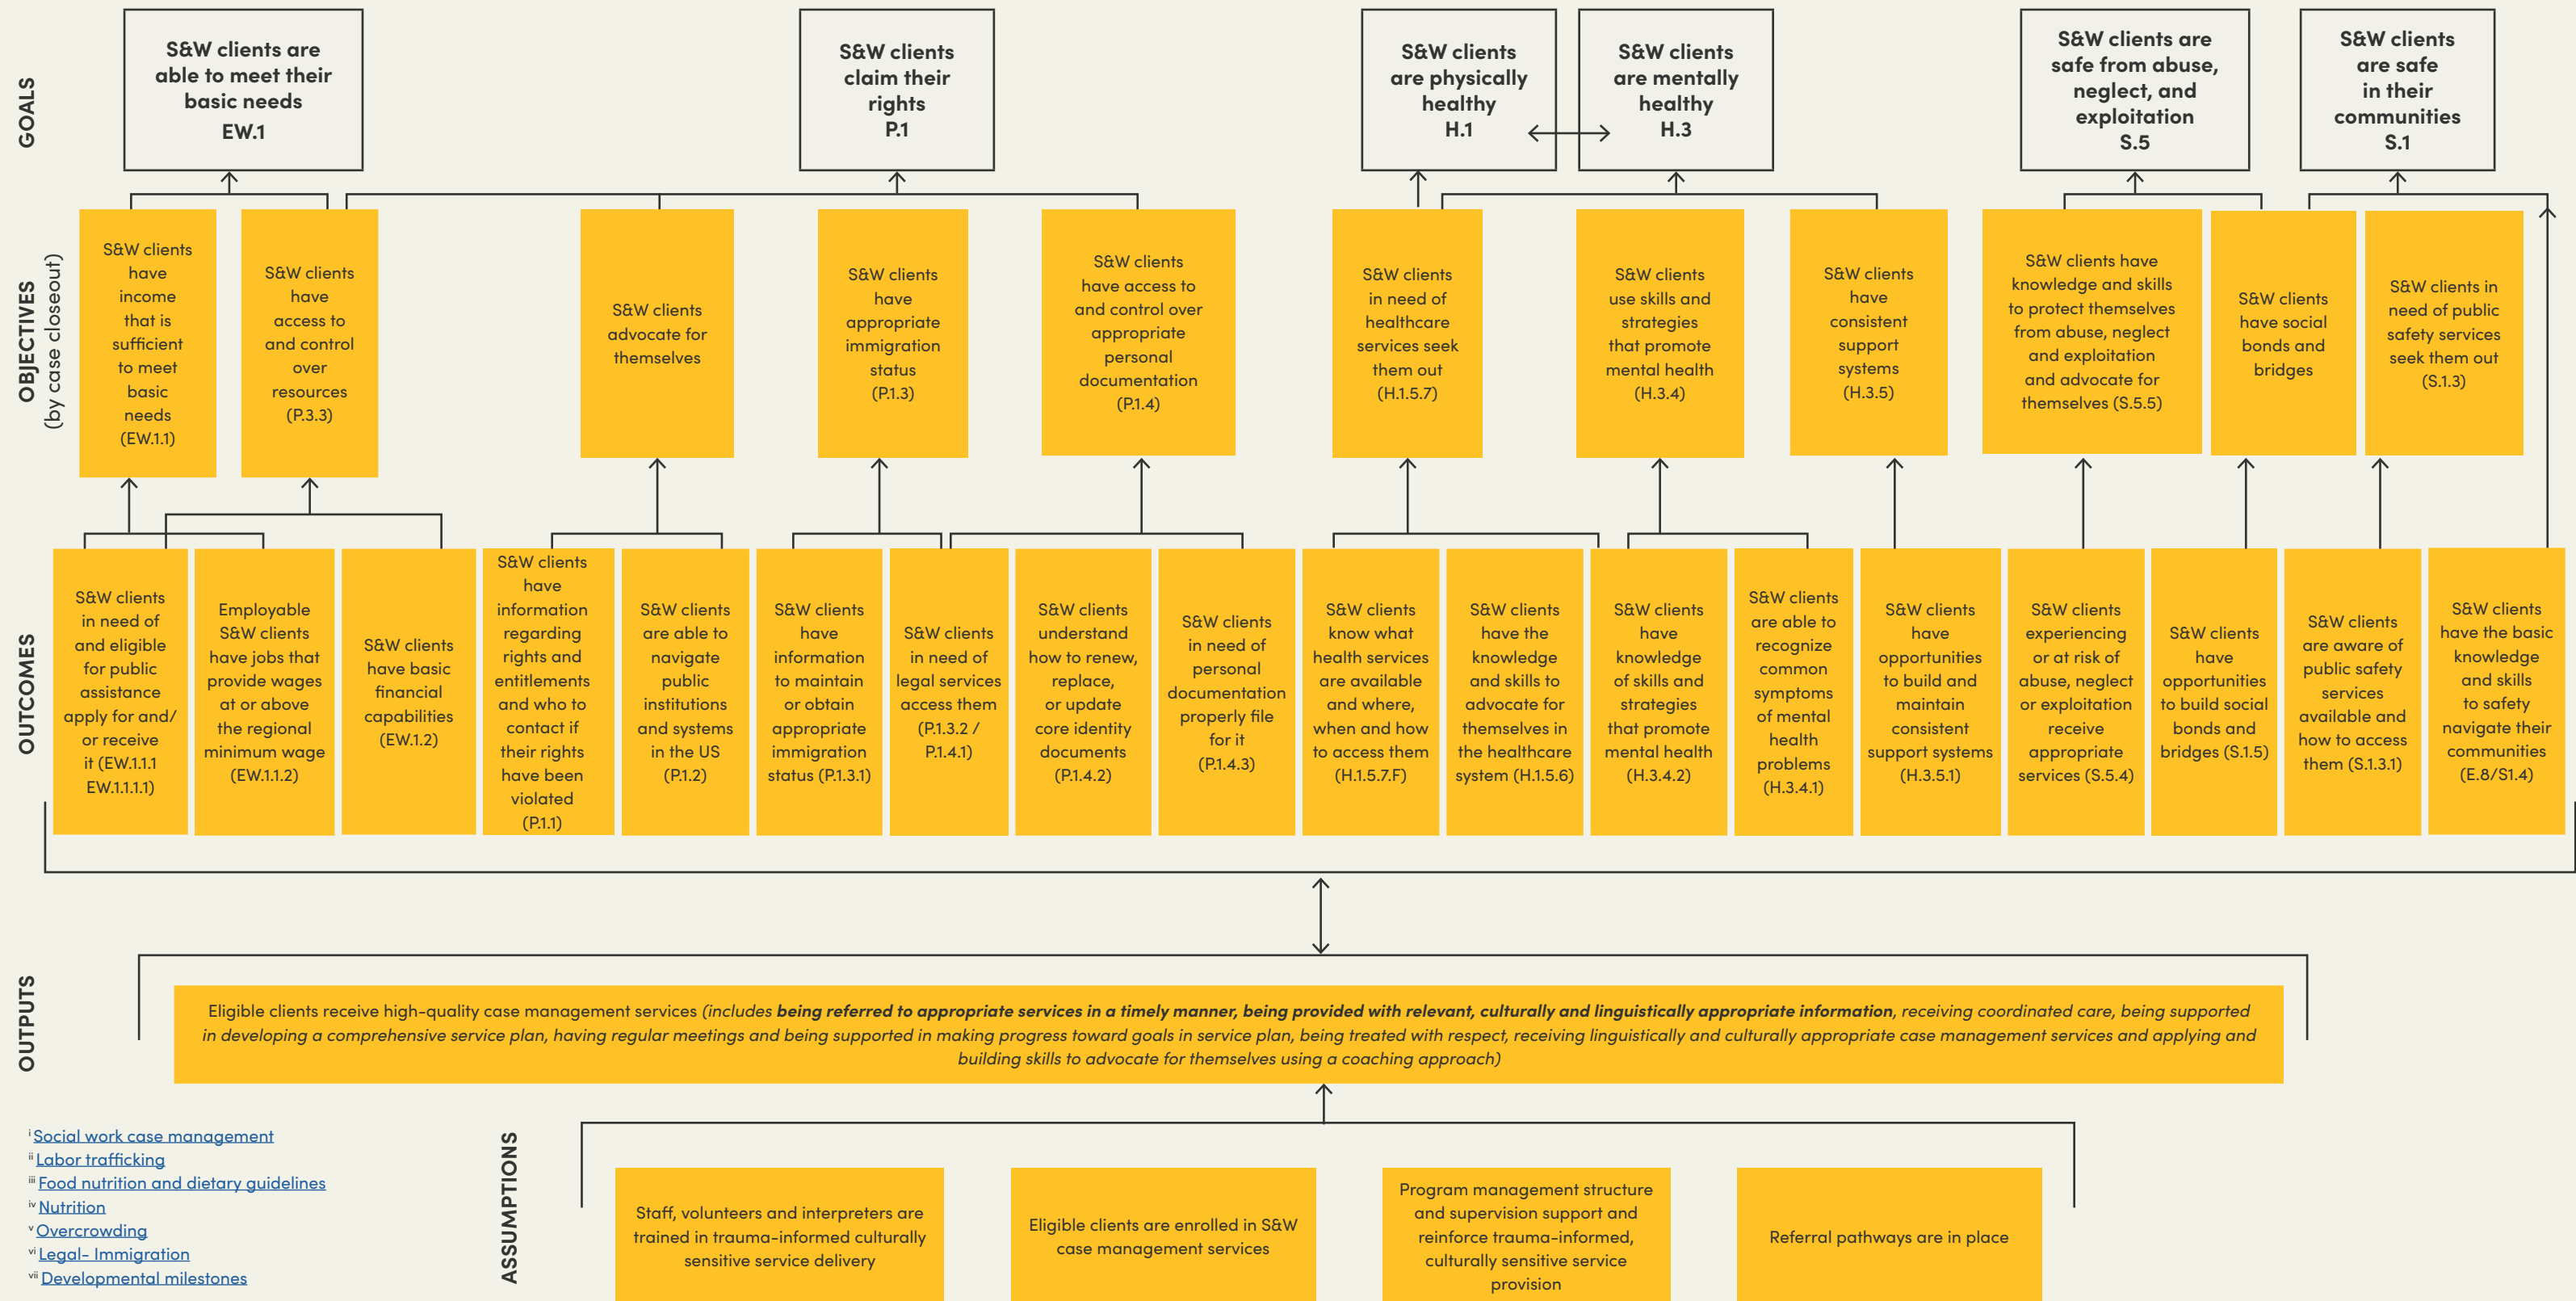 GOALS
S&W clients are
able to meet their
basic needs
EW.1
S&W clients
claim their
rights
P.1
S&W clients
are physically
healthy
H.1
S&W clients
are mentally
healthy
H.3
S&W clients are
safe from abuse,
neglect, and
exploitation
S.5
S&W clients
are safe
in their
communities
S.1
OBJECTIVES
(by case closeout)
S&W clients
have
income
that is
sufficient
to meet
basic
needs
(EW.1.1)
S&W clients
have
access to
and control
over
resources
(P.3.3)
S&W clients
advocate for
themselves
S&W clients
have
appropriate
immigration
status
(P.1.3)
S&W clients
have access to
and control over
appropriate
personal
documentation
(P.1.4)
S&W clients
in need of
healthcare
services seek
them out
(H.1.5.7)
S&W clients
use skills and
strategies
that promote
mental health
(H.3.4)
S&W clients
have
consistent
support
systems
(H.3.5)
S&W clients have
knowledge and skills
to protect themselves
from abuse, neglect
and exploitation
and advocate for
themselves (S.5.5)
S&W clients
have social
bonds and
bridges
S&W clients in
need of public
safety services
seek them out
(S.1.3)
OUTCOMES
S&W clients
in need of
and eligible
for public
assistance
apply for and/
or receive
it (EW.1.1.1
EW.1.1.1.1)
Employable
S&W clients
have jobs that
provide wages
at or above
the regional
minimum wage
(EW.1.1.2)
S&W clients
have basic
financial
capabilities
(EW.1.2)
S&W clients
have
information
regarding
rights and
entitlements
and who to
contact if
their rights
have been
violated
(P.1.1)
S&W clients
are able to
navigate
public
institutions
and systems
in the US
(P.1.2)
S&W clients
have
information
to maintain
or obtain
appropriate
immigration
status (P.1.3.1)
S&W clients
in need of
legal services
access them
(P.1.3.2 /
P.1.4.1)
S&W clients
understand
how to renew,
replace,
or update
core identity
documents
(P.1.4.2)
S&W clients
in need of
personal
documentation
properly file
for it
(P.1.4.3)
S&W clients
know what
health services
are available
and where,
when and how
to access them
(H.1.5.7.F)
S&W clients
have the
knowledge
and skills to
advocate for
themselves in
the healthcare
system (H.1.5.6)
S&W clients
have
knowledge
of skills and
strategies
that promote
mental health
(H.3.4.2)
S&W clients
are able to
recognize
common
symptoms
of mental
health
problems
(H.3.4.1)
S&W clients
have
opportunities
to build and
maintain
consistent
support systems
(H.3.5.1)
S&W clients
experiencing
or at risk of
abuse, neglect
or exploitation
receive
appropriate
services (S.5.4)
S&W clients
have
opportunities
to build social
bonds and
bridges (S.1.5)
S&W clients
are aware of
public safety
services
available and
how to access
them (S.1.3.1)
S&W clients
have the basic
knowledge
and skills
to safety
navigate their
communities
(E.8/S1.4)
OUTPUTS
Eligible clients receive high-quality case management services (includes being referred to appropriate services in a timely manner, being provided with relevant, culturally and linguistically appropriate information, receiving coordinated care, being supported
in developing a comprehensive service plan, having regular meetings and being supported in making progress toward goals in service plan, being treated with respect, receiving linguistically and culturally appropriate case management services and applying and
building skills to advocate for themselves using a coaching approach)
i Social work case management
ii Labor trafficking
iii Food nutrition and dietary guidelines
iv Nutrition
v Overcrowding
vi Legal- Immigration
vii Developmental milestones
ASSUMPTIONS
Staff, volunteers and interpreters are
trained in trauma-informed culturally
sensitive service delivery
Eligible clients are enrolled in S&W
case management services
Program management structure
and supervision support and
reinforce trauma-informed,
culturally sensitive service
provision
Referral pathways are in place